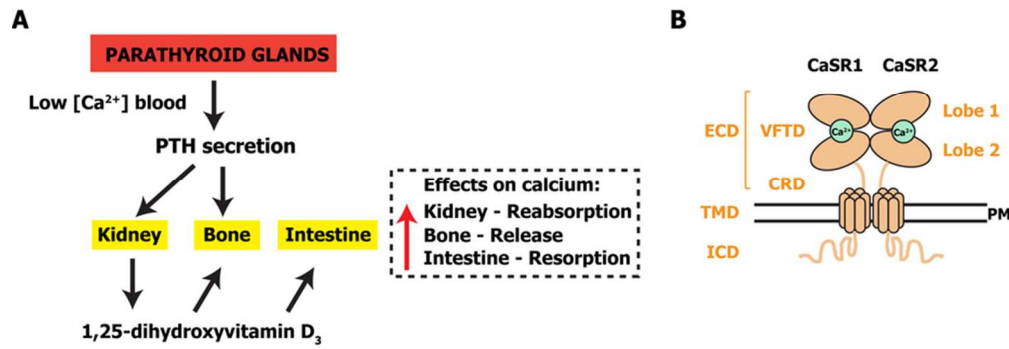 A
PARATHYROID GLANDS
Low [Ca²⁺] blood
PTH secretion
Kidney
Bone
Intestine
1,25-dihydroxyvitamin D₃
Effects on calcium:
Kidney - Reabsorption
Bone - Release
Intestine - Resorption
B
CaSR1 CaSR2
ECD
VFTD
Ca²⁺
Ca²⁺
Lobe 1
Lobe 2
CRD
TMD
PM
ICD